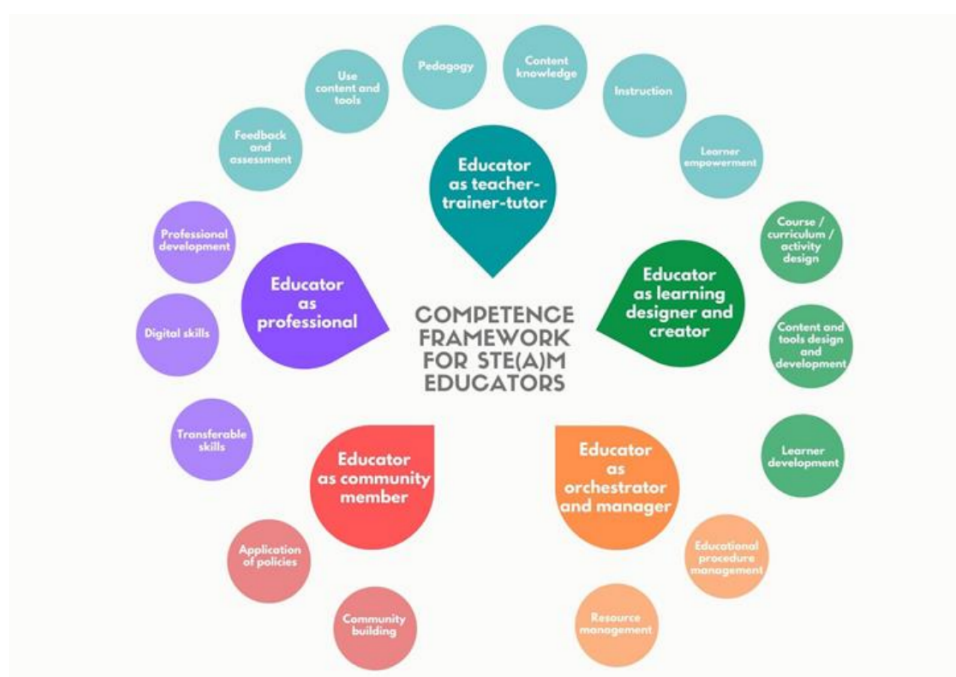 Pedagogy
Content
knowledge
Use
content and
tools
Instruction
Feedback
and
assessment
Learner
empowerment
Educator
as teacher-
trainer-tutor
Professional
development
Course /
curriculum /
activity
design
Educator
as
professional
Educator
as learning
designer and
creator
Digital skills
Content and
tools design
and
development
COMPETENCE
FRAMEWORK
FOR STE(A)M
EDUCATORS
Transferable
skills
Learner
development
Educator
as community
member
Educator
as
orchestrator
and manager
Application
of policies
Educational
procedure
management
Community
building
Resource
management